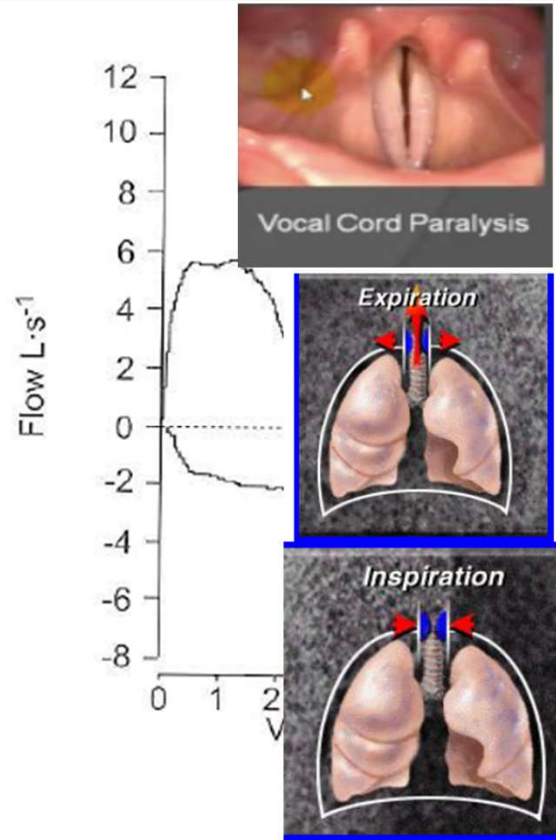 12
10
8
6
4
2
0
-2
-4
-6
-8
Flow L·s⁻¹
0 1 2
V
Vocal Cord Paralysis
Expiration
Inspiration